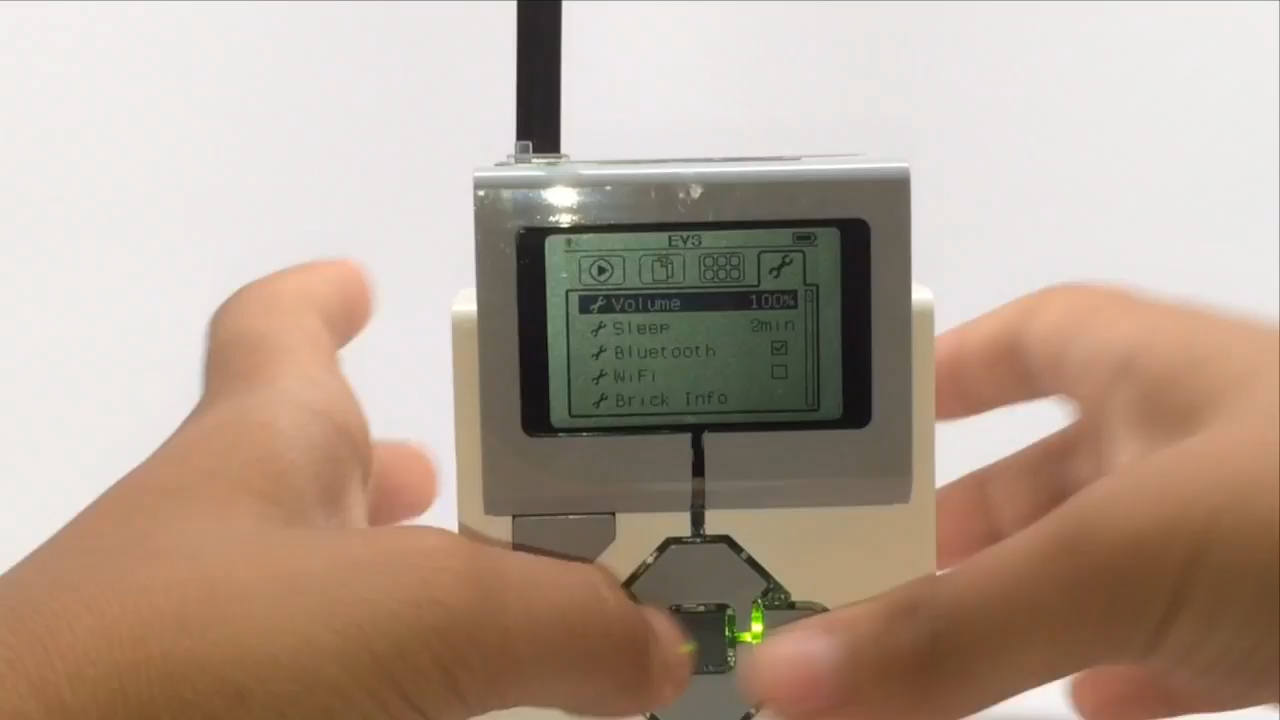 EV3
Volume 100%
Sleep 2min
Bluetooth
WiFi
Brick Info